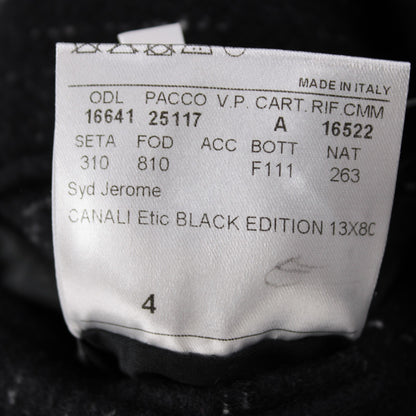 MADE IN ITALY
ODL PACCO V.P. CART. RIF.CMM
16641 25117 A 16522
SETA FOD ACC BOTT NAT
310 810 F111 263
Syd Jerome
CANALI Etic BLACK EDITION 13X80
4